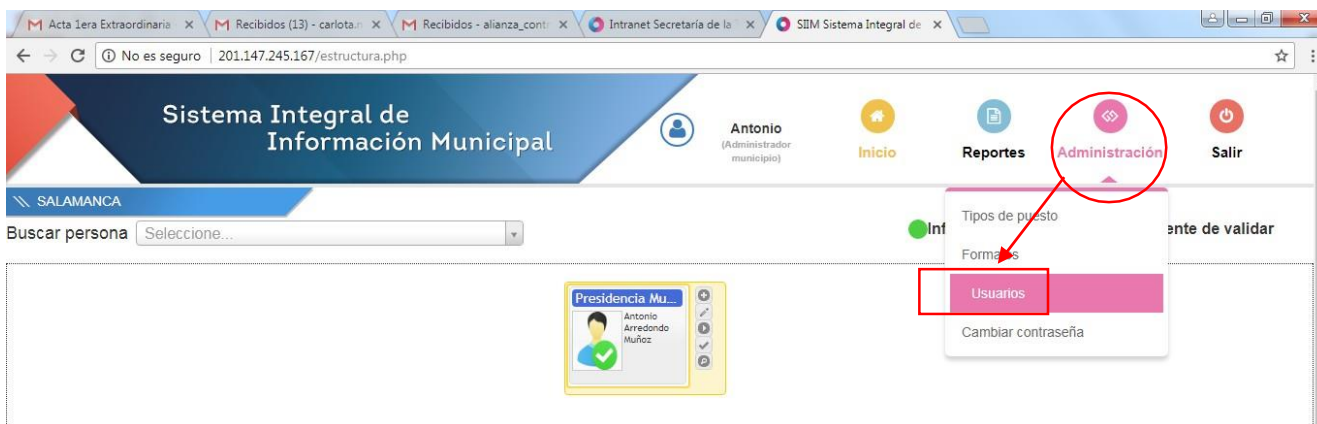 Acta 1era Extraordinaria
Recibidos (13) - carlota.n
Recibidos - alianza_contr
Intranet Secretaría de la
SIIM Sistema Integral de
No es seguro
201.147.245.167/estructura.php
Sistema Integral de
Información Municipal
Antonio
(Administrador
municipio)
Inicio
Reportes
Administración
Salir
SALAMANCA
Buscar persona
Seleccione...
Inf
ente de validar
Tipos de puesto
Formatos
Usuarios
Cambiar contraseña
Presidencia Mu...
Antonio
Arredondo
Muñoz